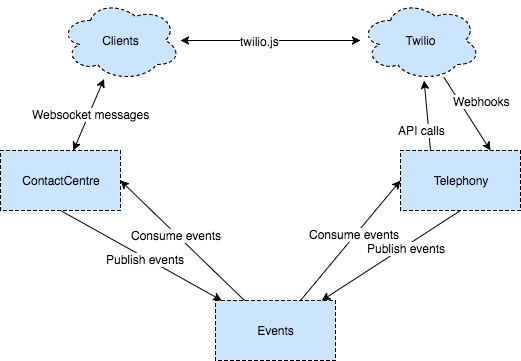 Clients
twilio.js
Twilio
Websocket messages
Webhooks
API calls
ContactCentre
Telephony
Consume events
Publish events
Consume events
Publish events
Events